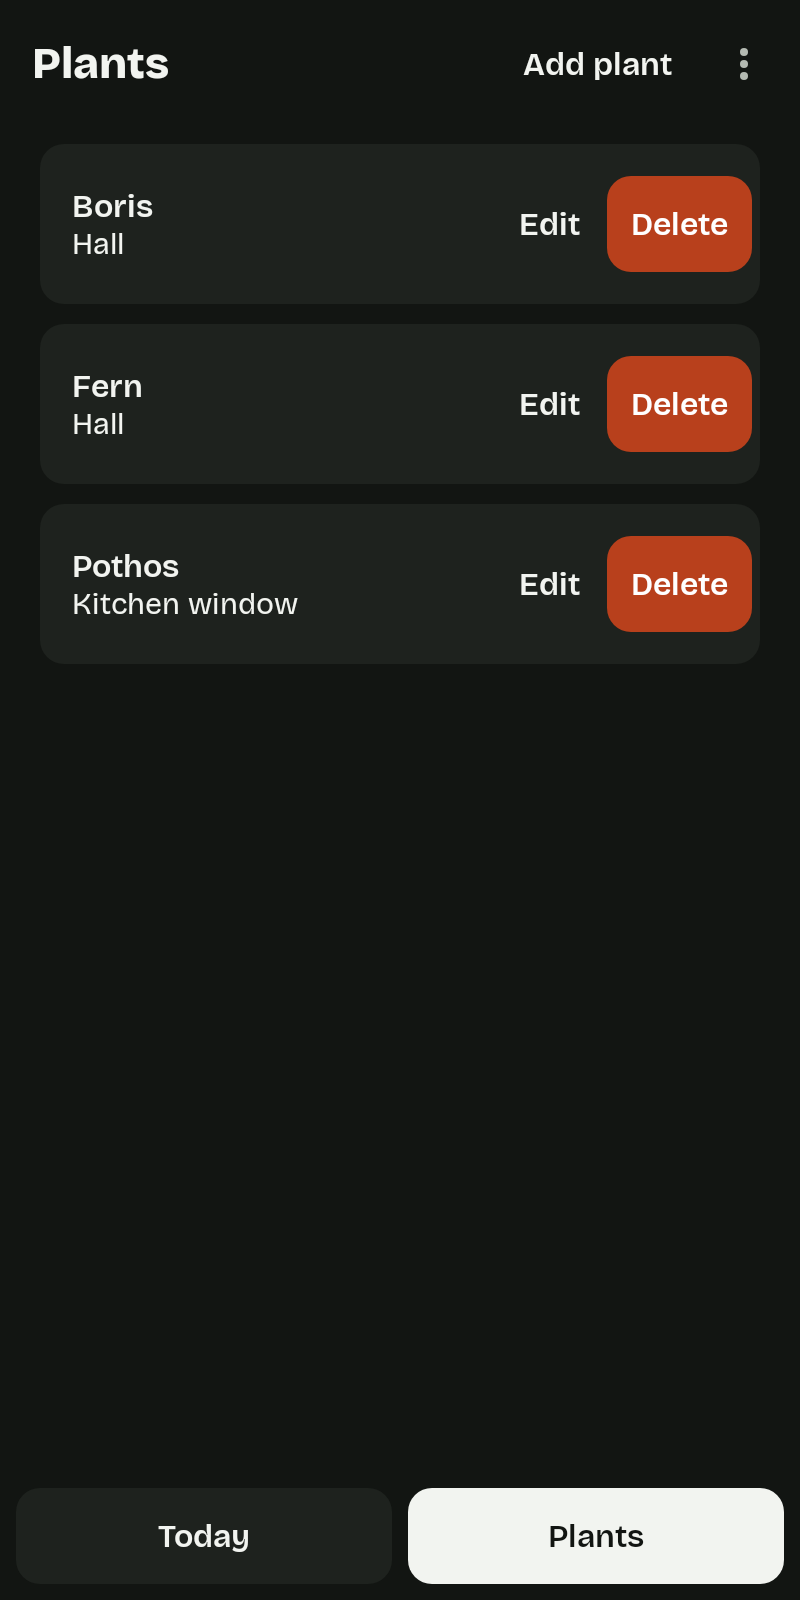 Plants
Add plant
Boris
Hall
Edit
Delete
Fern
Hall
Edit
Delete
Pothos
Kitchen window
Edit
Delete
Today
Plants